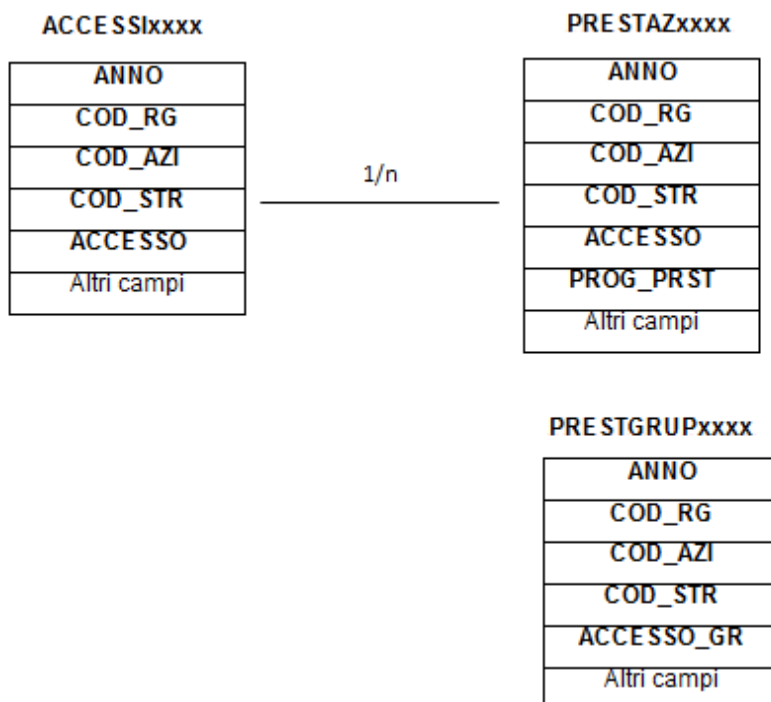 ACCESSIxxxx
ANNO
COD_RG
COD_AZI
COD_STR
ACCESSO
Altri campi
1/n
PRESTAZxxxx
ANNO
COD_RG
COD_AZI
COD_STR
ACCESSO
PROG_PRST
Altri campi
PRESTGRUPxxxx
ANNO
COD_RG
COD_AZI
COD_STR
ACCESSO_GR
Altri campi